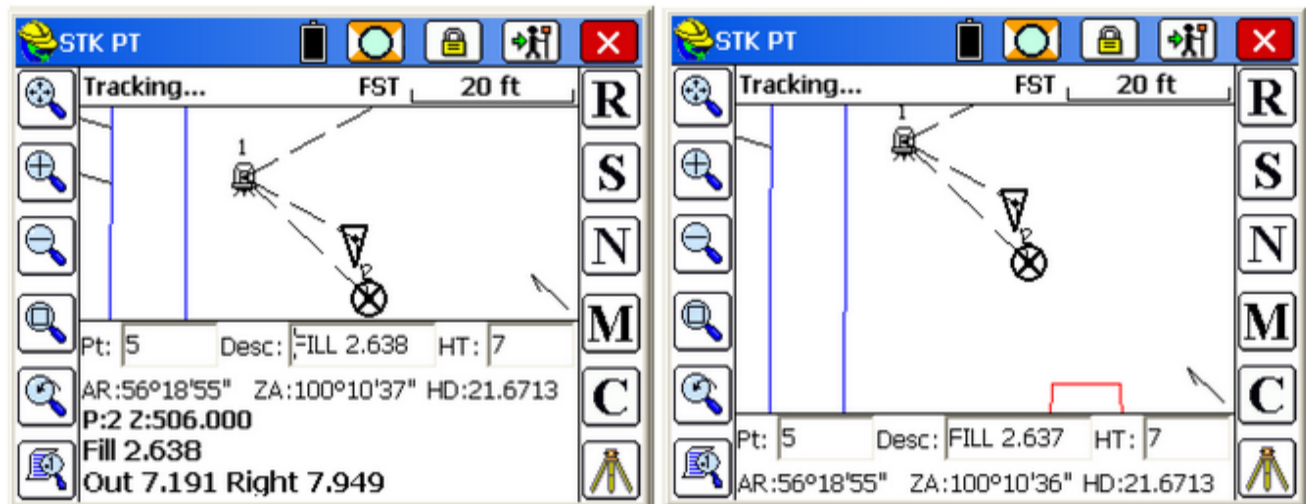 STK PT
Tracking... FST 20 ft
R
1
S
N
2
Pt: 5 Desc: FILL 2.638 HT: 7
M
AR:56°18'55" ZA:100°10'37" HD:21.6713
C
P:2 Z:506.000
Fill 2.638
Out 7.191 Right 7.949
STK PT
Tracking... FST 20 ft
R
1
S
N
2
M
C
Pt: 5 Desc: FILL 2.637 HT: 7
AR:56°18'55" ZA:100°10'36" HD:21.6713